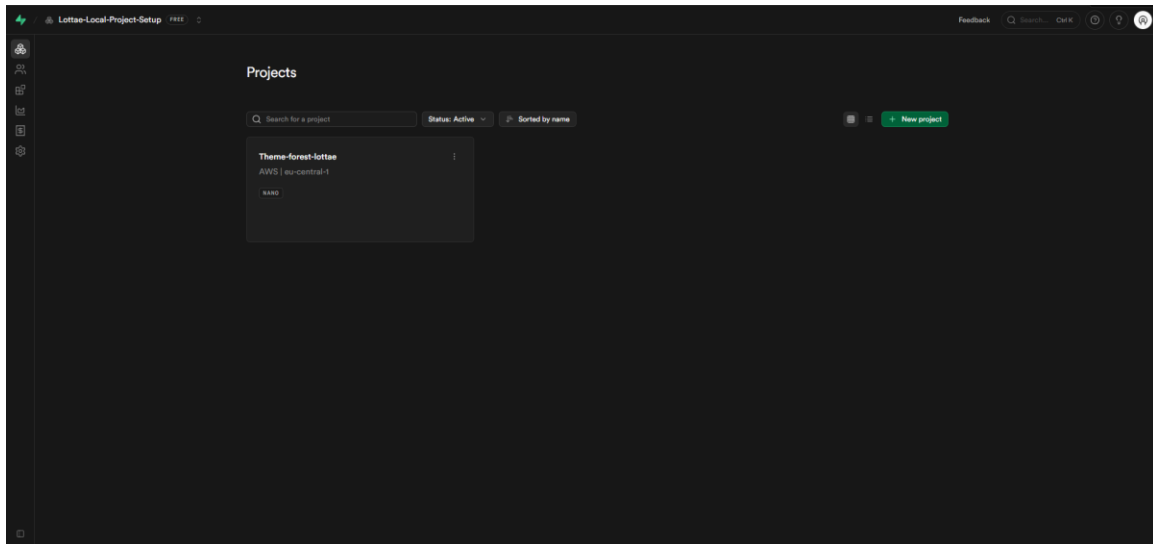 Lottae-Local-Project-Setup FREE
Feedback
Search... Ctrl K
Projects
Search for a project
Status: Active
Sorted by name
+ New project
Theme-forest-lottae
AWS | eu-central-1
NANO